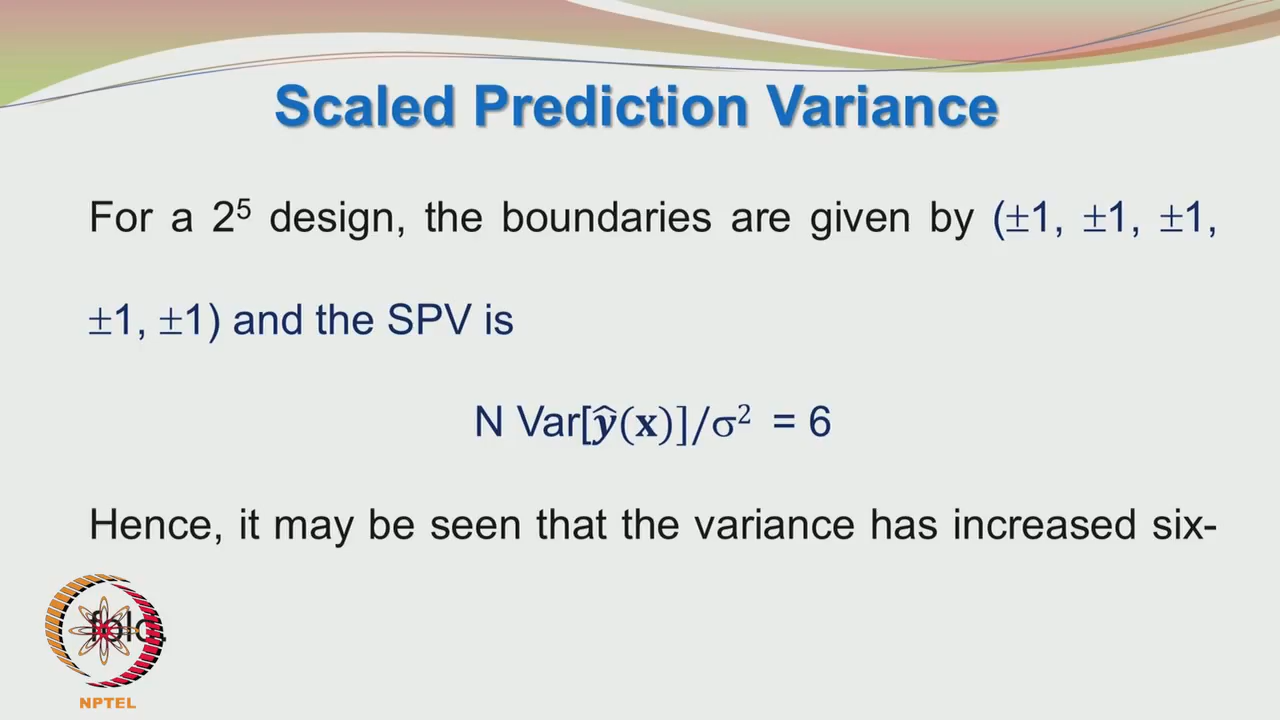 Scaled Prediction Variance
For a 2⁵ design, the boundaries are given by (±1, ±1, ±1,
±1, ±1) and the SPV is
N Var[ŷ(x)]/σ² = 6
Hence, it may be seen that the variance has increased six-
fold.
NPTEL